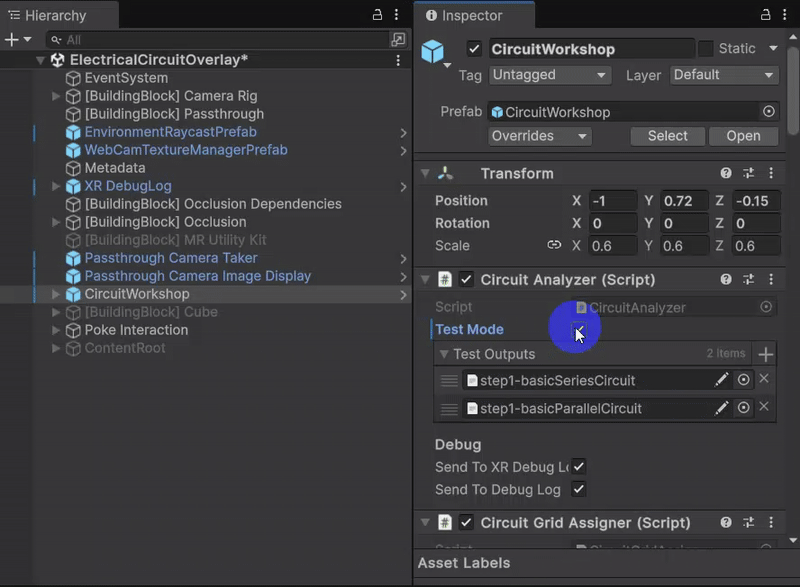 Hierarchy
All
ElectricalCircuitOverlay*
EventSystem
[BuildingBlock] Camera Rig
[BuildingBlock] Passthrough
EnvironmentRaycastPrefab
WebCamTextureManagerPrefab
Metadata
XR DebugLog
[BuildingBlock] Occlusion Dependencies
[BuildingBlock] Occlusion
[BuildingBlock] MR Utility Kit
Passthrough Camera Taker
Passthrough Camera Image Display
CircuitWorkshop
[BuildingBlock] Cube
Poke Interaction
ContentRoot
Inspector
CircuitWorkshop Static
Tag Untagged Layer Default
Prefab CircuitWorkshop
Overrides Select Open
Transform
Position X -1 Y 0.72 Z -0.15
Rotation X 0 Y 0 Z 0
Scale X 0.6 Y 0.6 Z 0.6
# Circuit Analyzer (Script)
Script CircuitAnalyzer
Test Mode
Test Outputs 2 items
step1-basicSeriesCircuit
step1-basicParallelCircuit
Debug
Send To XR Debug Lo
Send To Debug Log
# Circuit Grid Assigner (Script)
Asset Labels